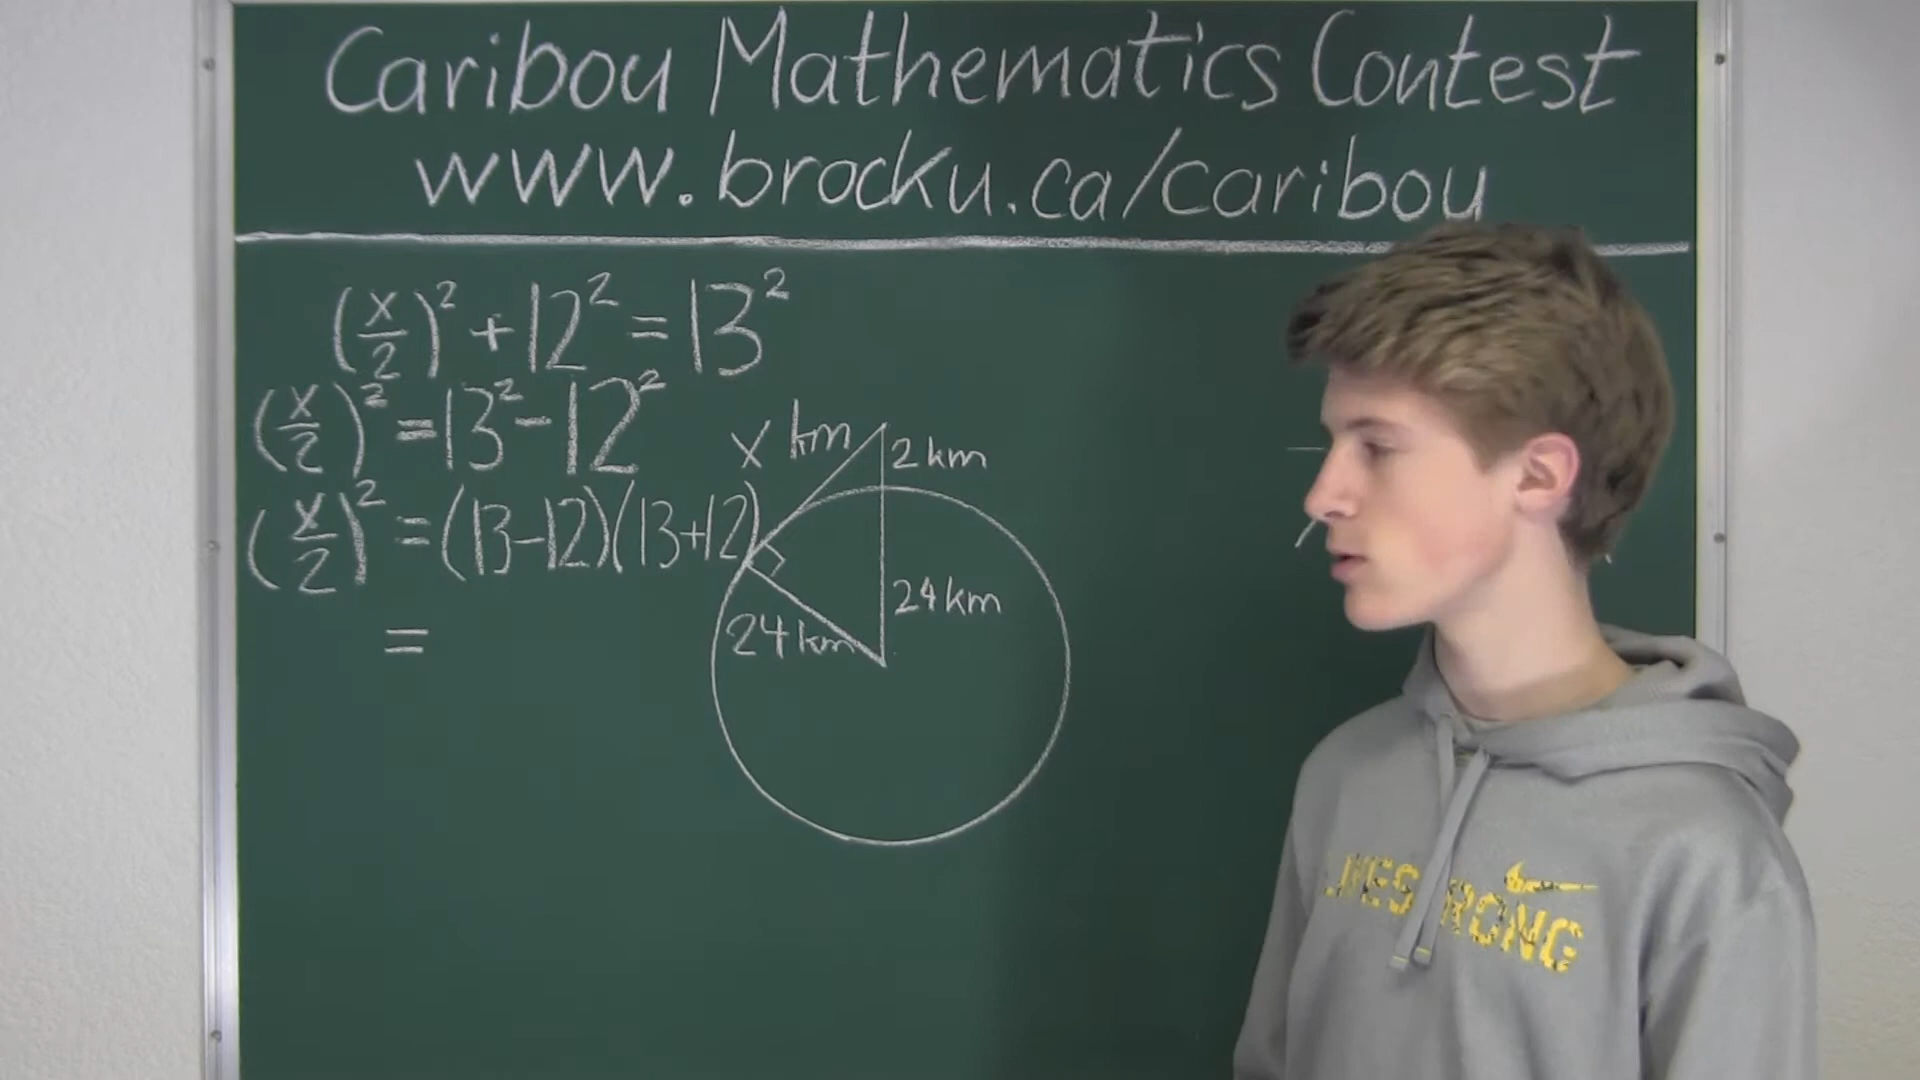 Caribou Mathematics Contest
www.brocku.ca/caribou
(x/2)² + 12² = 13²
(x/2)² = 13² - 12²
(x/2)² = (13-12)(13+12)
=
x km
2 km
24 km
24 km
LIVESTRONG